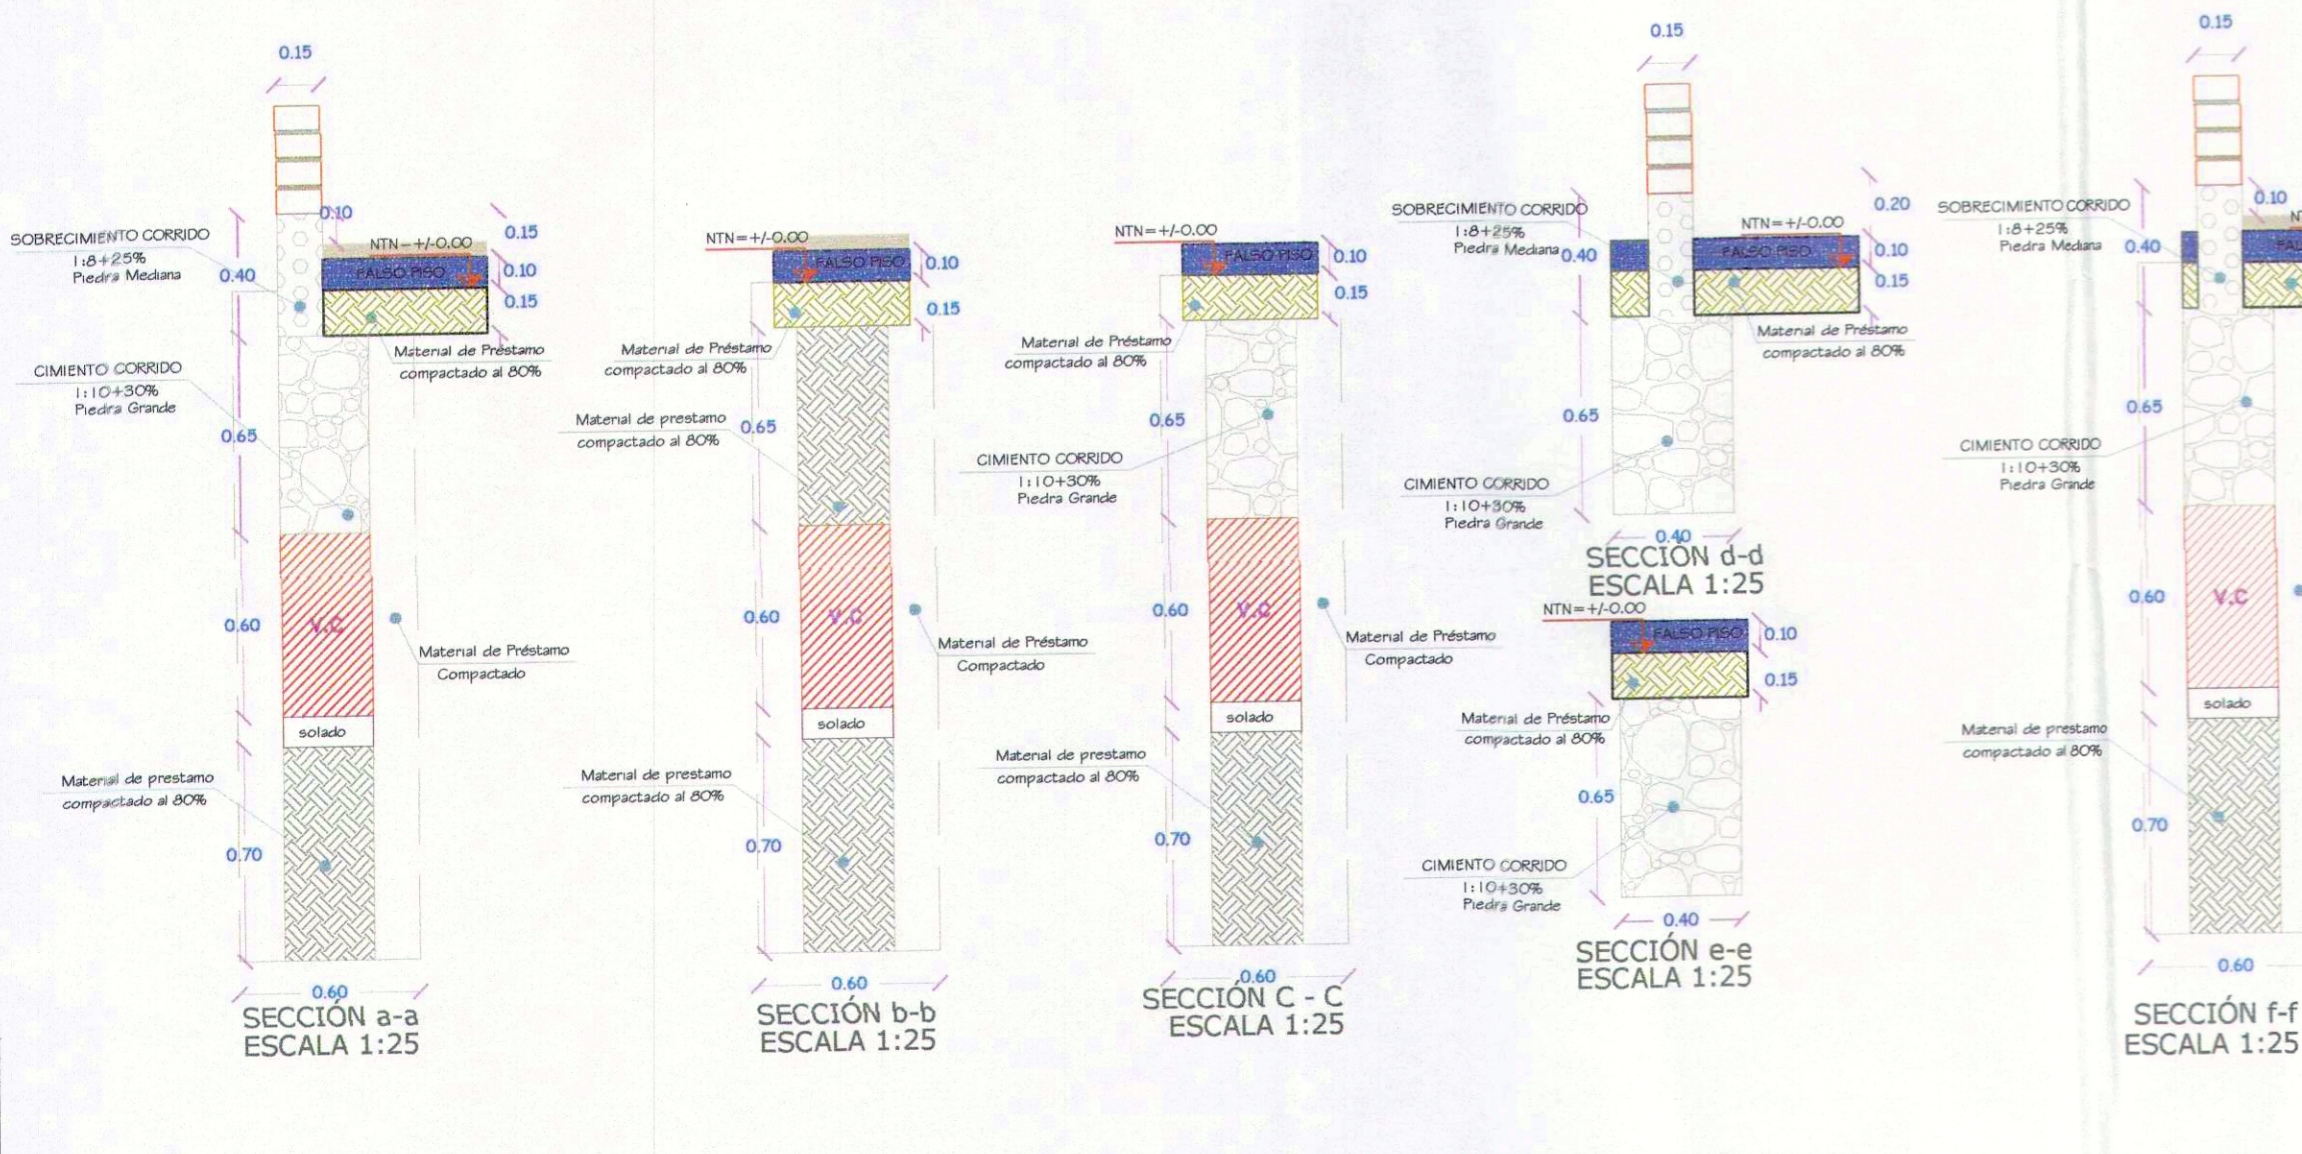 0.15
0.10
NTN=+/-0.00
0.15
SOBRECIMIENTO CORRIDO
1:8+25%
Piedra Mediana
0.40
FALSO PISO
0.10
0.15
Material de Préstamo
compactado al 80%
CIMIENTO CORRIDO
1:10+30%
Piedra Grande
0.65
0.60
V.C
Material de Préstamo
Compactado
solado
Material de prestamo
compactado al 80%
0.70
0.60
SECCIÓN a-a
ESCALA 1:25
NTN=+/-0.00
FALSO PISO
0.10
0.15
Material de Préstamo
compactado al 80%
Material de prestamo
compactado al 80%
0.65
0.60
V.C
Material de Préstamo
Compactado
solado
Material de prestamo
compactado al 80%
0.70
0.60
SECCIÓN b-b
ESCALA 1:25
NTN=+/-0.00
FALSO PISO
0.10
0.15
Material de Préstamo
compactado al 80%
0.65
CIMIENTO CORRIDO
1:10+30%
Piedra Grande
0.60
V.C
Material de Préstamo
Compactado
solado
Material de prestamo
compactado al 80%
0.70
0.60
SECCIÓN C - C
ESCALA 1:25
0.15
SOBRECIMIENTO CORRIDO
1:8+25%
Piedra Mediana
0.40
NTN=+/-0.00
0.20
FALSO PISO
0.10
0.15
Material de Préstamo
compactado al 80%
0.65
CIMIENTO CORRIDO
1:10+30%
Piedra Grande
0.40
SECCIÓN d-d
ESCALA 1:25
NTN=+/-0.00
FALSO PISO
0.10
0.15
Material de Préstamo
compactado al 80%
0.65
CIMIENTO CORRIDO
1:10+30%
Piedra Grande
0.40
SECCIÓN e-e
ESCALA 1:25
0.15
0.10
SOBRECIMIENTO CORRIDO
1:8+25%
Piedra Mediana
0.40
0.65
CIMIENTO CORRIDO
1:10+30%
Piedra Grande
0.60
V.C
solado
Material de prestamo
compactado al 80%
0.70
0.60
SECCIÓN f-f
ESCALA 1:25